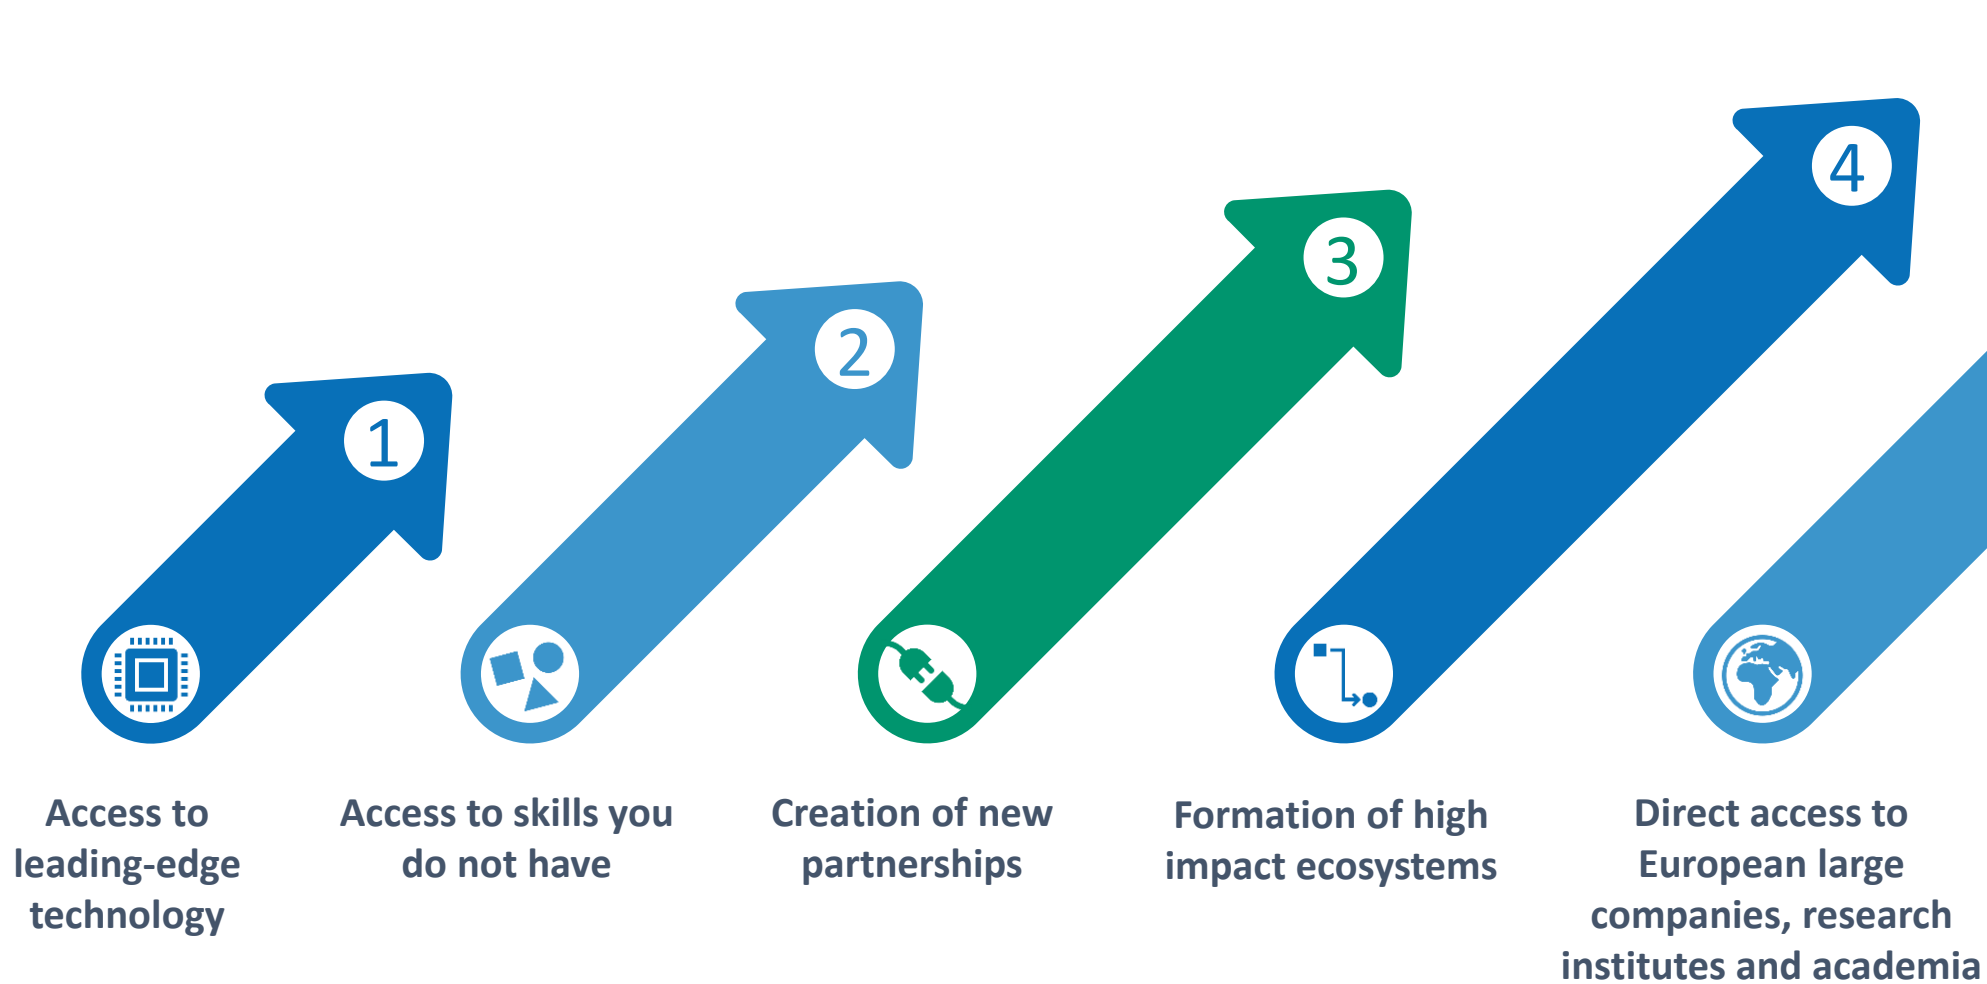 1
2
3
4
Access to
leading-edge
technology
Access to skills you
do not have
Creation of new
partnerships
Formation of high
impact ecosystems
Direct access to
European large
companies, research
institutes and academia